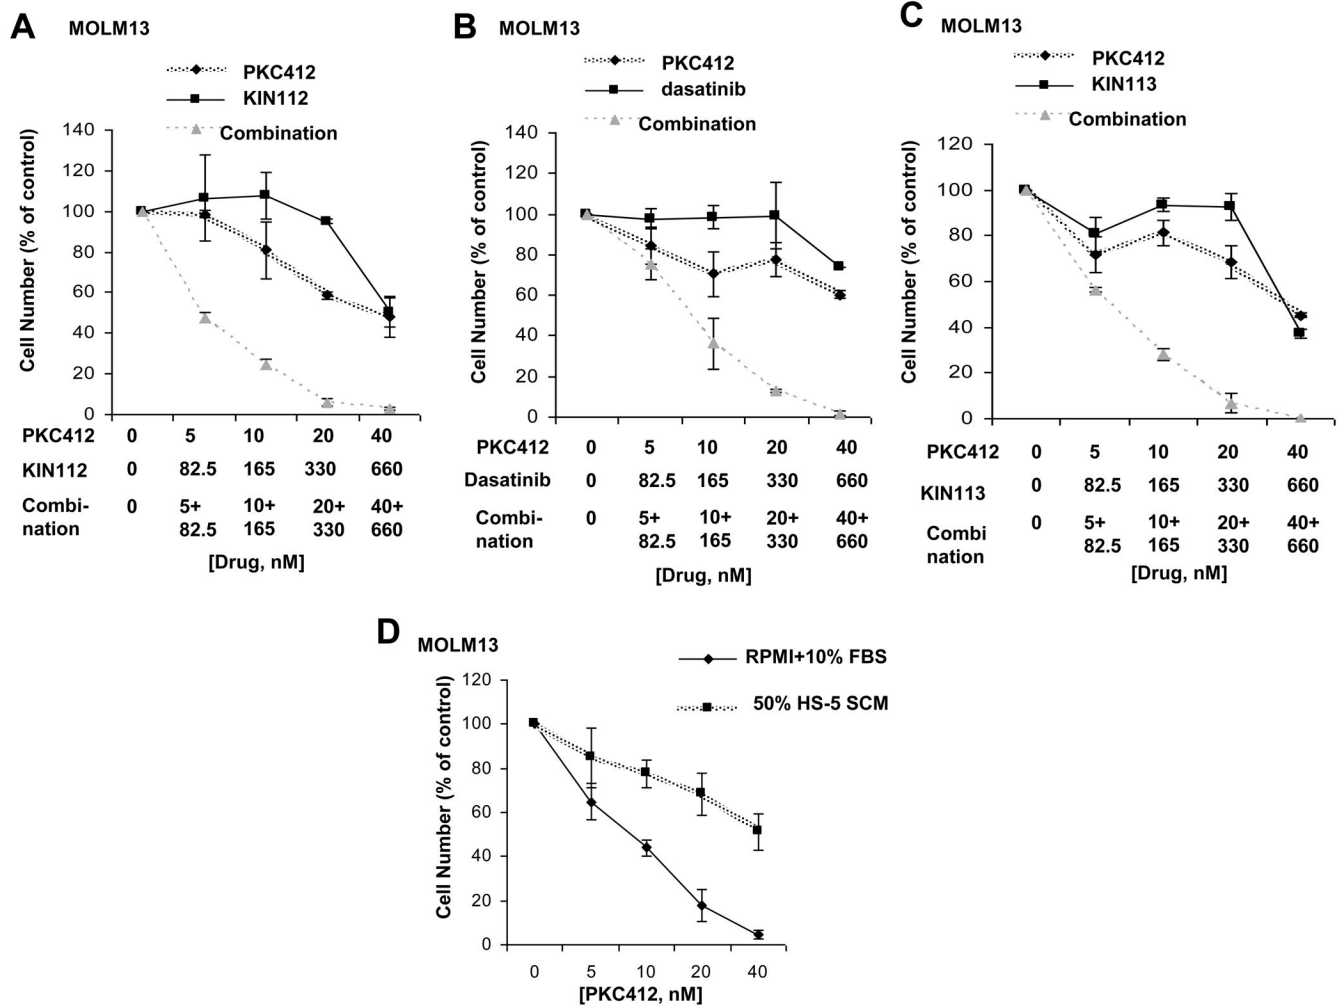 A
MOLM13
PKC412
KIN112
Combination
Cell Number (% of control)
140
120
100
80
60
40
20
0
PKC412 0 5 10 20 40
KIN112 0 82.5 165 330 660
Combi- 0 5+ 10+ 20+ 40+
nation 82.5 165 330 660
[Drug, nM]
B
MOLM13
PKC412
dasatinib
Combination
Cell Number (% of control)
140
120
100
80
60
40
20
0
PKC412 0 5 10 20 40
Dasatinib 0 82.5 165 330 660
Combi- 0 5+ 10+ 20+ 40+
nation 82.5 165 330 660
[Drug, nM]
C
MOLM13
PKC412
KIN113
Combination
Cell Number (% of control)
120
100
80
60
40
20
0
PKC412 0 5 10 20 40
KIN113 0 82.5 165 330 660
Combi 0 5+ 10+ 20+ 40+
nation 82.5 165 330 660
[Drug, nM]
D
MOLM13
RPMI+10% FBS
50% HS-5 SCM
Cell Number (% of control)
120
100
80
60
40
20
0
0 5 10 20 40
[PKC412, nM]